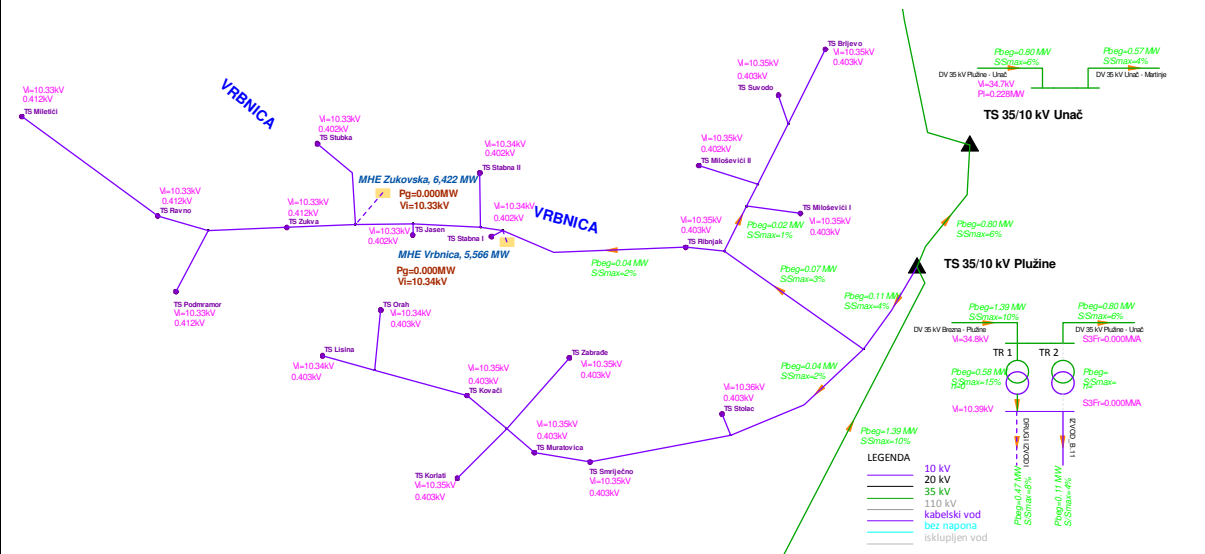 TS Brljevo
Vi=10.35kV
0.403kV
Vi=10.35kV
0.403kV
TS Suvodo
Pbeg=0.60 MW
S/Smax=6%
Pbeg=0.57 MW
S/Smax=4%
DV 35 kV Plužine - Unač
DV 35 kV Unač - Martinje
Vi=34.7kV
Pl=0.228MW
TS 35/10 kV Unač
Vi=10.33kV
0.412kV
TS Miletići
VRBNICA
Vi=10.33kV
0.402kV
TS Stubka
Vi=10.34kV
0.402kV
TS Stabna II
Vi=10.35kV
0.402kV
TS Miloševići II
MHE Zukovska, 6,422 MW
Pg=0.000MW
Vi=10.33kV
Vi=10.33kV
0.412kV
TS Ravno
Vi=10.33kV
0.412kV
TS Zukva
Vi=10.34kV
0.402kV
VRBNICA
TS Miloševići I
Vi=10.35kV
0.403kV
Vi=10.35kV
0.403kV
TS Ribnjak
Pbeg=0.02 MW
S/Smax=1%
Pbeg=0.60 MW
S/Smax=6%
TS Jasen
Vi=10.33kV
0.402kV
TS Stabna I
MHE Vrbnica, 5,566 MW
Pg=0.000MW
Vi=10.34kV
Pbeg=0.04 MW
S/Smax=2%
Pbeg=0.07 MW
S/Smax=3%
TS 35/10 kV Plužine
Pbeg=0.11 MW
S/Smax=4%
TS Podmramor
Vi=10.33kV
0.412kV
TS Orah
Vi=10.34kV
0.403kV
TS Lisina
Vi=10.34kV
0.403kV
TS Zabrađe
Vi=10.35kV
0.403kV
Vi=10.35kV
0.403kV
TS Kovači
Pbeg=0.04 MW
S/Smax=2%
Vi=10.36kV
0.403kV
TS Stolac
Vi=10.35kV
0.403kV
TS Muratovica
TS Smriječno
Vi=10.35kV
0.403kV
TS Korlati
Vi=10.35kV
0.403kV
Pbeg=1.39 MW
S/Smax=10%
Pbeg=1.39 MW
S/Smax=10%
Pbeg=0.60 MW
S/Smax=6%
DV 35 kV Brezna - Plužine
DV 35 kV Plužine - Unač
Vi=34.8kV
S3Fr=0.000MVA
TR 1
TR 2
Pbeg=0.58 MW
S/Smax=15%
Pbeg=
S/Smax=
Vi=10.39kV
S3Fr=0.000MVA
DRUGI IZVODI
IZVOD_B.11
Pbeg=0.47 MW
S/Smax=8%
Pbeg=0.11 MW
S/Smax=4%
LEGENDA
10 kV
20 kV
35 kV
110 kV
kabelski vod
bez napona
isklupljen vod